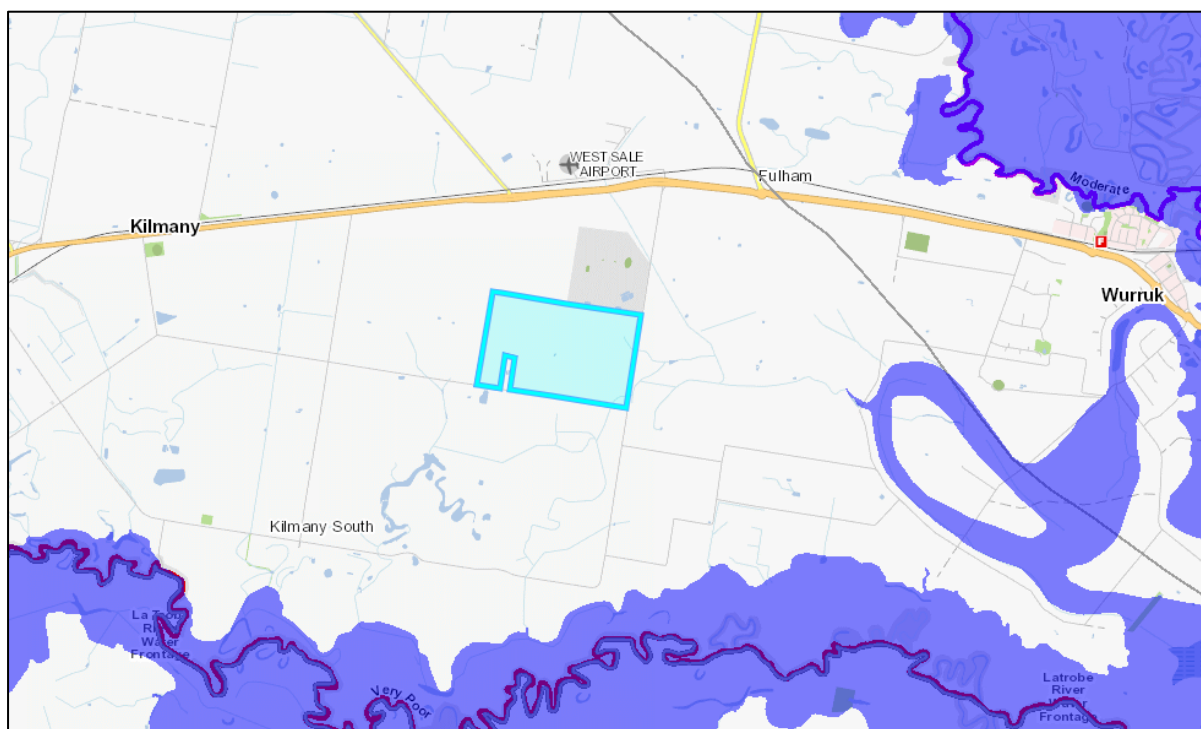 WEST SALE
AIRPORT
Fulham
Moderate
Kilmany
F
Wurruk
Kilmany South
La Trobe
River
Water
Frontage
Very Poor
Latrobe
River
Water
Frontage